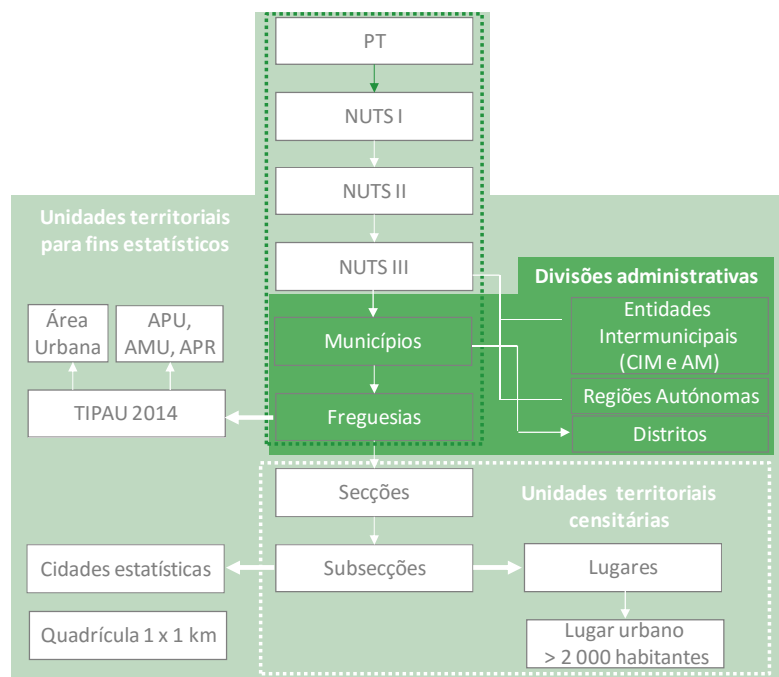 PT
NUTS I
NUTS II
Unidades territoriais
para fins estatísticos
NUTS III
Divisões administrativas
Área
Urbana
APU,
AMU, APR
Municípios
Entidades
Intermunicipais
(CIM e AM)
Regiões Autónomas
TIPAU 2014
Freguesias
Distritos
Secções
Unidades territoriais
censitárias
Cidades estatísticas
Subsecções
Lugares
Quadrícula 1 x 1 km
Lugar urbano
> 2 000 habitantes